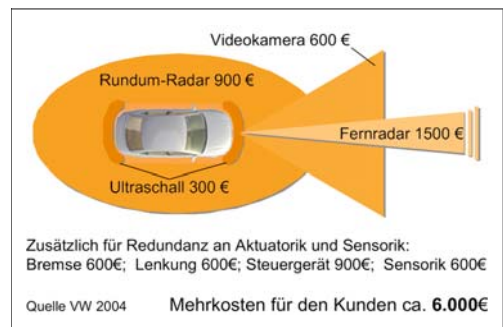 Videokamera 600 €
Rundum-Radar 900 €
Fernradar 1500 €
Ultraschall 300 €
Zusätzlich für Redundanz an Aktuatorik und Sensorik:
Bremse 600€; Lenkung 600€; Steuergerät 900€; Sensorik 600€
Quelle VW 2004 Mehrkosten für den Kunden ca. 6.000€